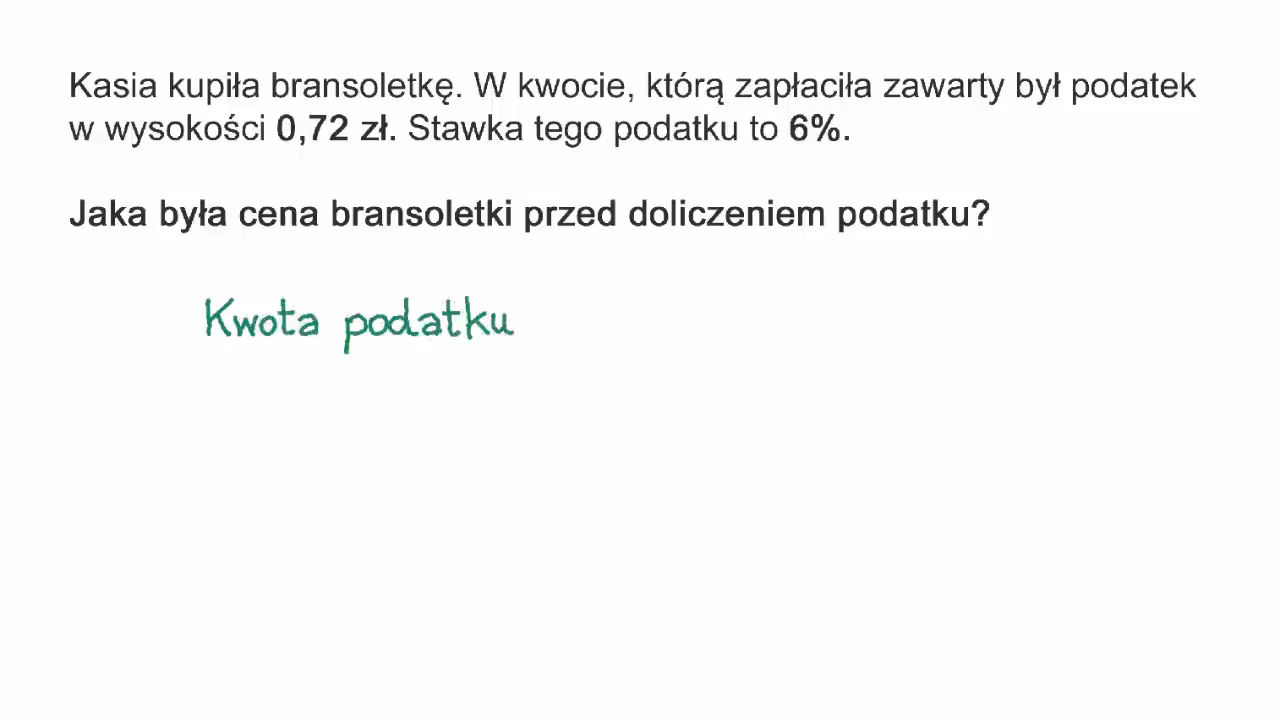 Kasia kupiła bransoletkę. W kwocie, którą zapłaciła zawarty był podatek
w wysokości 0,72 zł. Stawka tego podatku to 6%.
Jaka była cena bransoletki przed doliczeniem podatku?
Kwota podatku